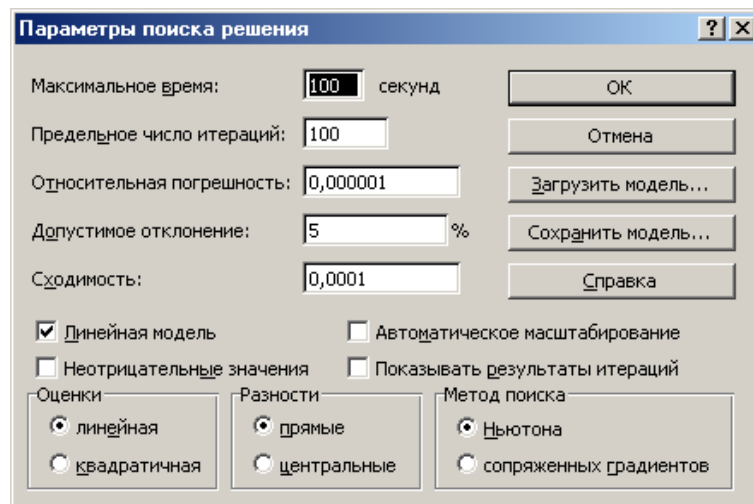 Параметры поиска решения
Максимальное время: 100 секунд
OK
Предельное число итераций: 100
Отмена
Относительная погрешность: 0,000001
Загрузить модель...
Допустимое отклонение: 5 %
Сохранить модель...
Сходимость: 0,0001
Справка
Линейная модель
Автоматическое масштабирование
Неотрицательные значения
Показывать результаты итераций
Оценки
линейная
квадратичная
Разности
прямые
центральные
Метод поиска
Ньютона
сопряженных градиентов